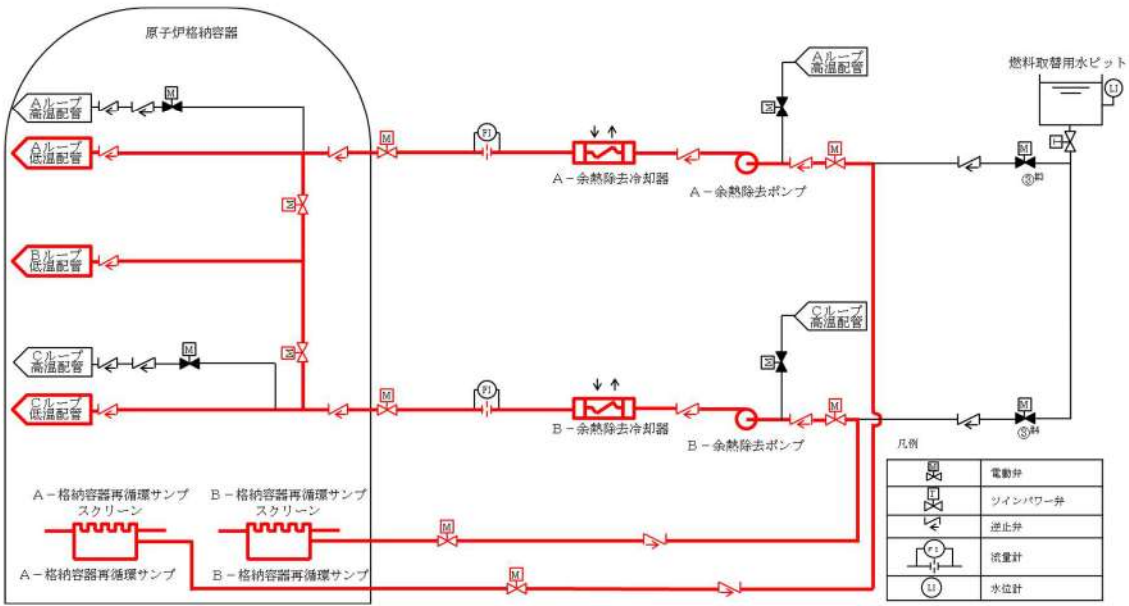 原子炉格納容器
Aループ
高温配管
燃料取替用水ピット
LI
Aループ
高温配管
M
M
T
Aループ
低温配管
M
FI
A-余熱除去冷却器
A-余熱除去ポンプ
M
M
M
Bループ
低温配管
Cループ
高温配管
Cループ
高温配管
M
M
M
Cループ
低温配管
M
FI
B-余熱除去冷却器
B-余熱除去ポンプ
M
M
凡例
M
電動弁
T
ツインパワー弁
逆止弁
FI
流量計
LI
水位計
A-格納容器再循環サンプ
スクリーン
B-格納容器再循環サンプ
スクリーン
M
A-格納容器再循環サンプ
B-格納容器再循環サンプ
M